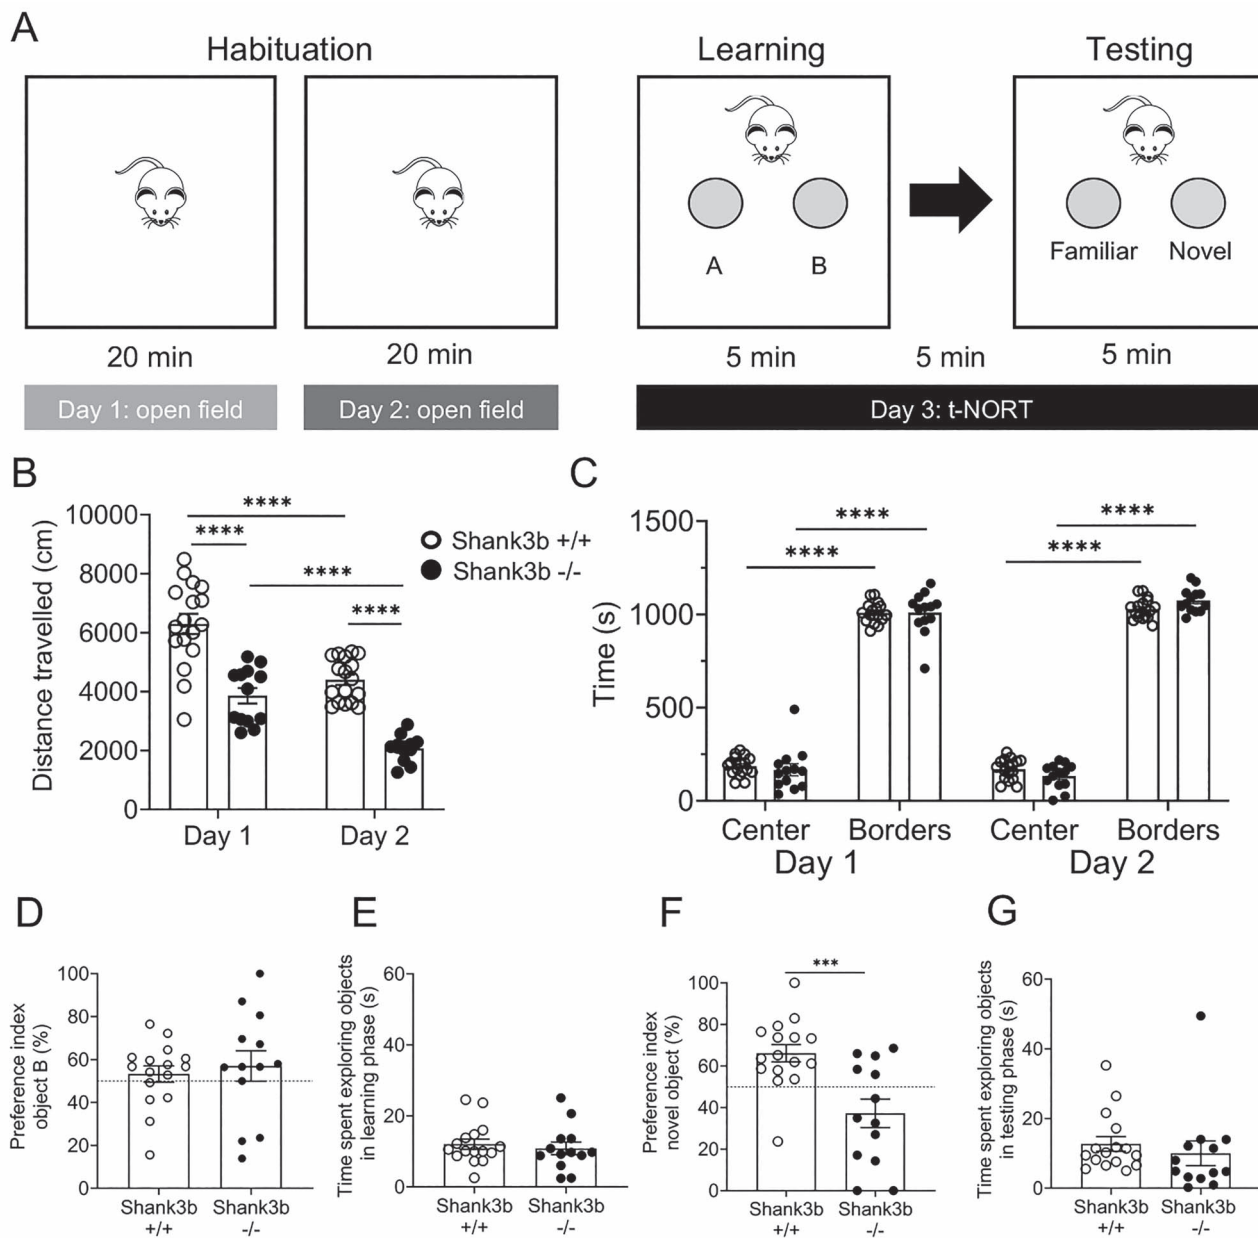 A
Habituation
Learning
Testing
A
B
Familiar
Novel
20 min
20 min
5 min
5 min
5 min
Day 1: open field
Day 2: open field
Day 3: t-NORT
B
Distance travelled (cm)
10000
8000
6000
4000
2000
0
****
****
****
****
Shank3b +/+
Shank3b -/-
Day 1
Day 2
C
Time (s)
1500
1000
500
0
****
****
****
****
Center
Borders
Center
Borders
Day 1
Day 2
D
Preference index
object B (%)
100
80
60
40
20
0
Shank3b
+/+
Shank3b
-/-
E
Time spent exploring objects
in learning phase (s)
60
40
20
0
Shank3b
+/+
Shank3b
-/-
F
Preference index
novel object (%)
100
80
60
40
20
0
***
Shank3b
+/+
Shank3b
-/-
G
Time spent exploring objects
in testing phase (s)
60
40
20
0
Shank3b
+/+
Shank3b
-/-